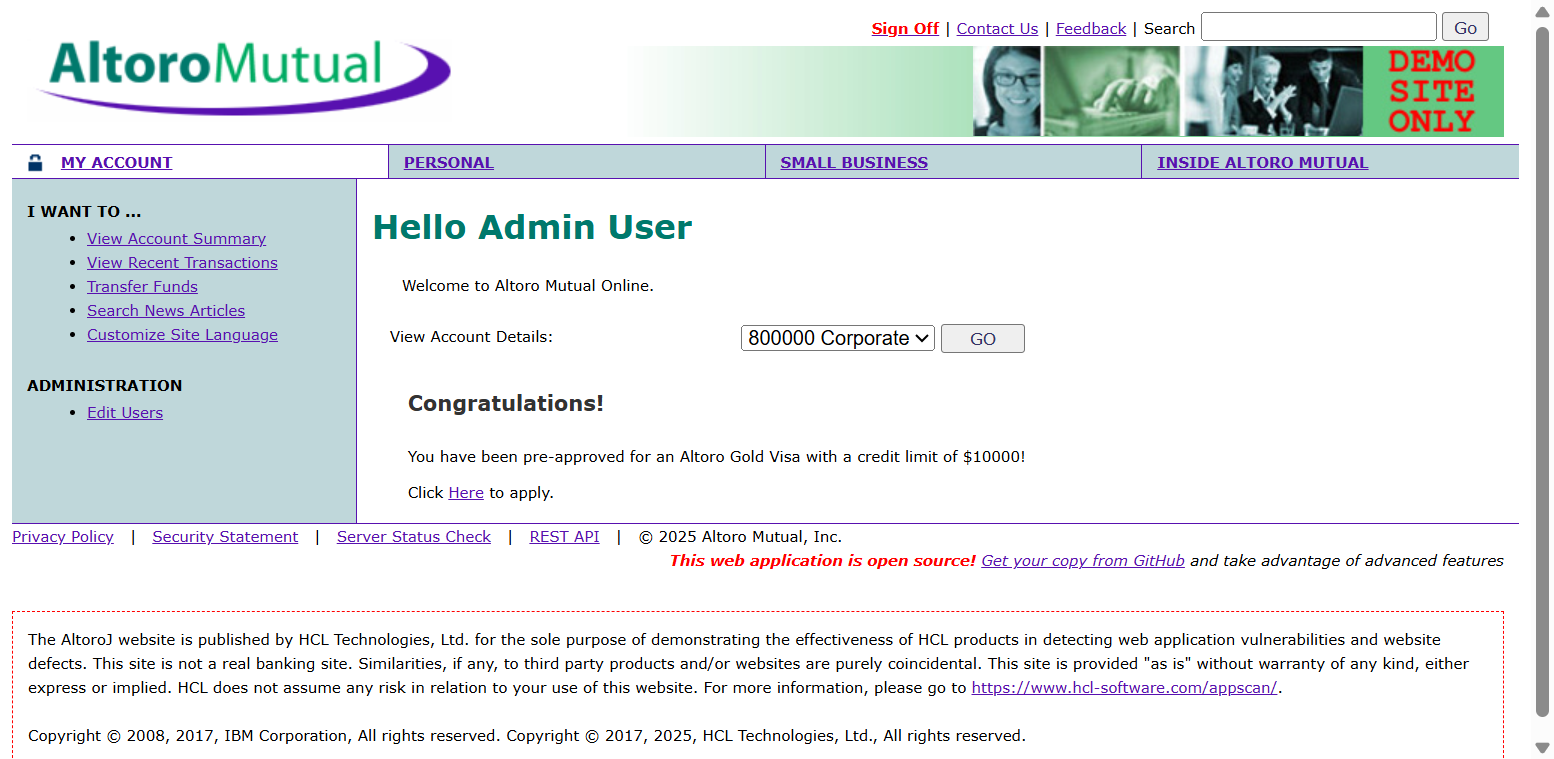 Sign Off | Contact Us | Feedback | Search Go
AltoroMutual
DEMO
SITE
ONLY
MY ACCOUNT PERSONAL SMALL BUSINESS INSIDE ALTORO MUTUAL
I WANT TO ...
• View Account Summary
• View Recent Transactions
• Transfer Funds
• Search News Articles
• Customize Site Language
ADMINISTRATION
• Edit Users
Hello Admin User
Welcome to Altoro Mutual Online.
View Account Details: 800000 Corporate GO
Congratulations!
You have been pre-approved for an Altoro Gold Visa with a credit limit of $10000!
Click Here to apply.
Privacy Policy | Security Statement | Server Status Check | REST API | © 2025 Altoro Mutual, Inc.
This web application is open source! Get your copy from GitHub and take advantage of advanced features
The AltoroJ website is published by HCL Technologies, Ltd. for the sole purpose of demonstrating the effectiveness of HCL products in detecting web application vulnerabilities and website
defects. This site is not a real banking site. Similarities, if any, to third party products and/or websites are purely coincidental. This site is provided "as is" without warranty of any kind, either
express or implied. HCL does not assume any risk in relation to your use of this website. For more information, please go to https://www.hcl-software.com/appscan/.
Copyright © 2008, 2017, IBM Corporation, All rights reserved. Copyright © 2017, 2025, HCL Technologies, Ltd., All rights reserved.